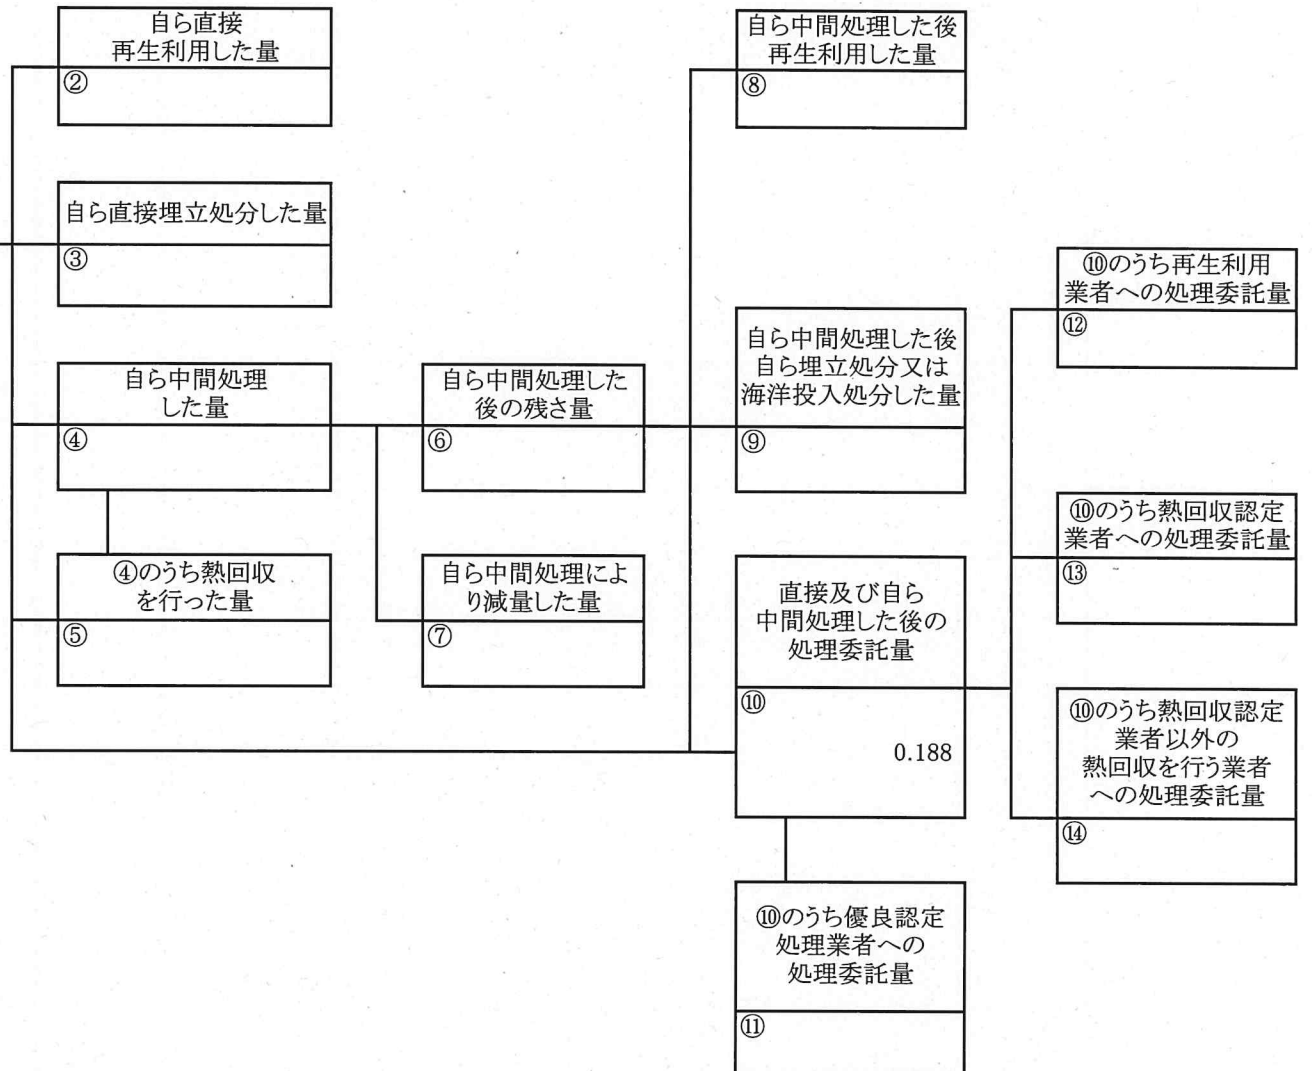 自ら直接
再生利用した量
②
自ら直接埋立処分した量
③
自ら中間処理
した量
④
④のうち熱回収
を行った量
⑤
自ら中間処理した
後の残さ量
⑥
自ら中間処理によ
り減量した量
⑦
自ら中間処理した後
再生利用した量
⑧
自ら中間処理した後
自ら埋立処分又は
海洋投入処分した量
⑨
直接及び自ら
中間処理した後の
処理委託量
⑩
0.188
⑩のうち優良認定
処理業者への
処理委託量
⑪
⑩のうち再生利用
業者への処理委託量
⑫
⑩のうち熱回収認定
業者への処理委託量
⑬
⑩のうち熱回収認定
業者以外の
熱回収を行う業者
への処理委託量
⑭